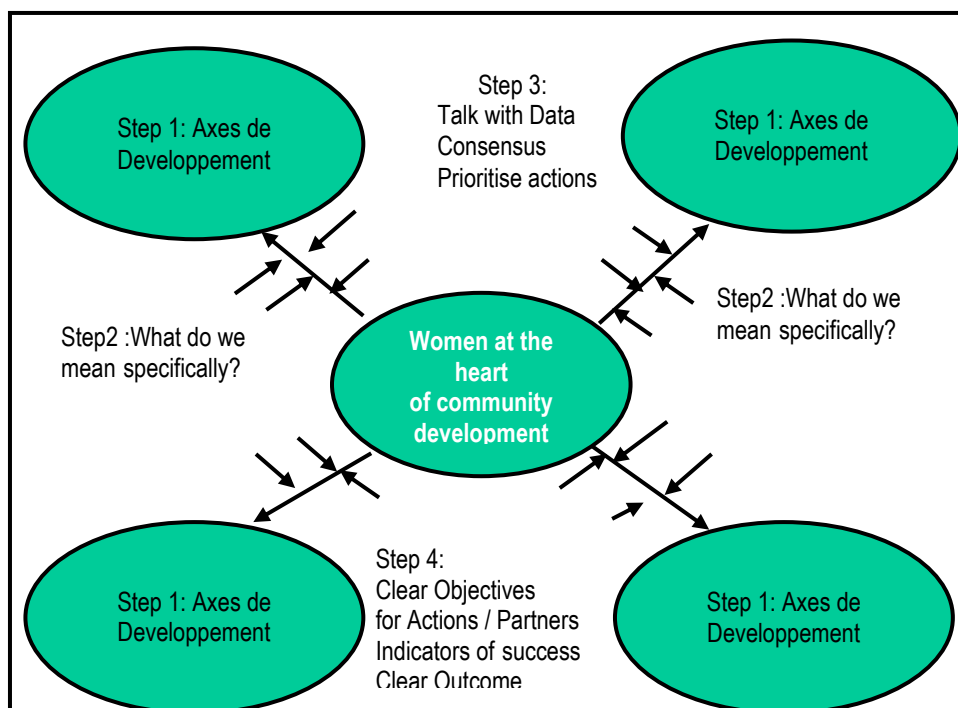 Step 1: Axes de
Developpement
Step 3:
Talk with Data
Consensus
Prioritise actions
Step 1: Axes de
Developpement
Step2 :What do we
mean specifically?
Women at the
heart
of community
development
Step2 :What do we
mean specifically?
Step 1: Axes de
Developpement
Step 4:
Clear Objectives
for Actions / Partners
Indicators of success
Clear Outcome
Step 1: Axes de
Developpement